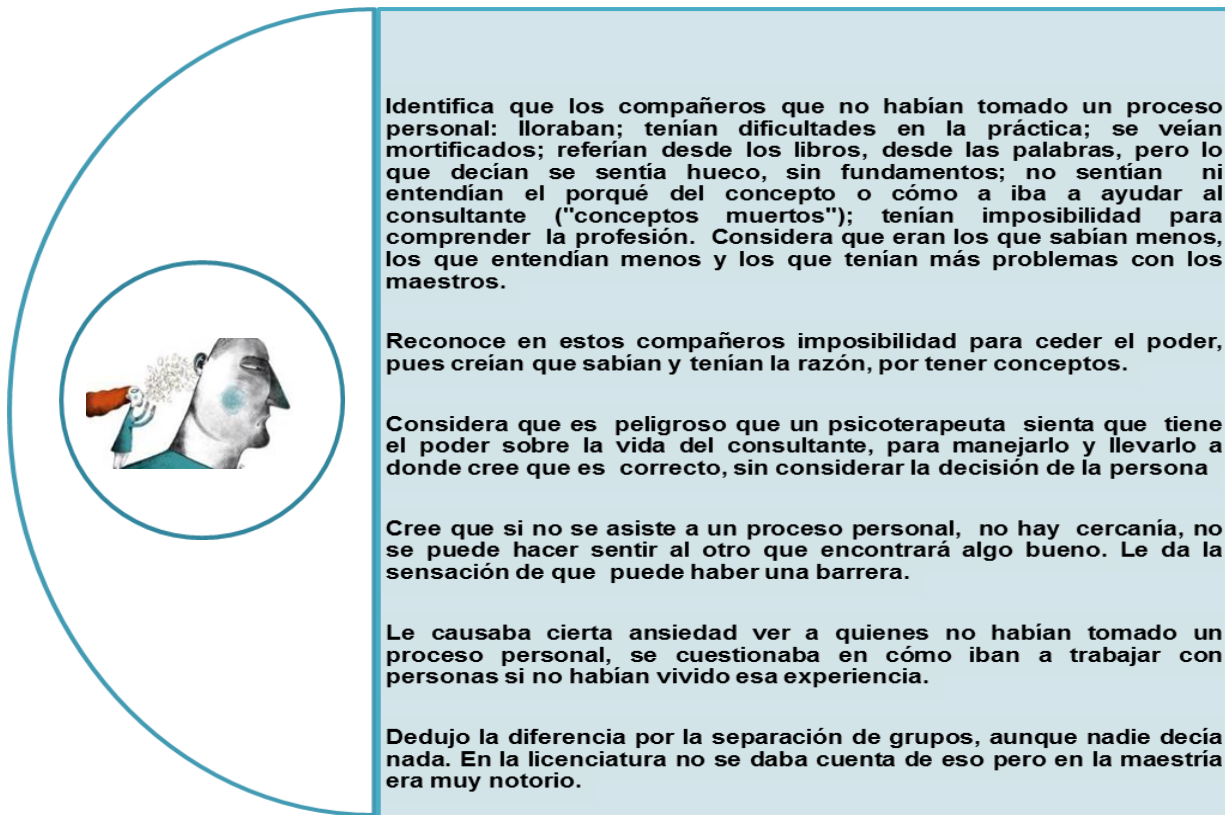 Identifica que los compañeros que no habían tomado un proceso
personal: lloraban; tenían dificultades en la práctica; se veían
mortificados; referían desde los libros, desde las palabras, pero lo
que decían se sentía hueco, sin fundamentos; no sentían ni
entendían el porqué del concepto o cómo a iba a ayudar al
consultante ("conceptos muertos"); tenían imposibilidad para
comprender la profesión. Considera que eran los que sabían menos,
los que entendían menos y los que tenían más problemas con los
maestros.
Reconoce en estos compañeros imposibilidad para ceder el poder,
pues creían que sabían y tenían la razón, por tener conceptos.
Considera que es peligroso que un psicoterapeuta sienta que tiene
el poder sobre la vida del consultante, para manejarlo y llevarlo a
donde cree que es correcto, sin considerar la decisión de la persona
Cree que si no se asiste a un proceso personal, no hay cercanía, no
se puede hacer sentir al otro que encontrará algo bueno. Le da la
sensación de que puede haber una barrera.
Le causaba cierta ansiedad ver a quienes no habían tomado un
proceso personal, se cuestionaba en cómo iban a trabajar con
personas si no habían vivido esa experiencia.
Dedujo la diferencia por la separación de grupos, aunque nadie decía
nada. En la licenciatura no se daba cuenta de eso pero en la maestría
era muy notorio.